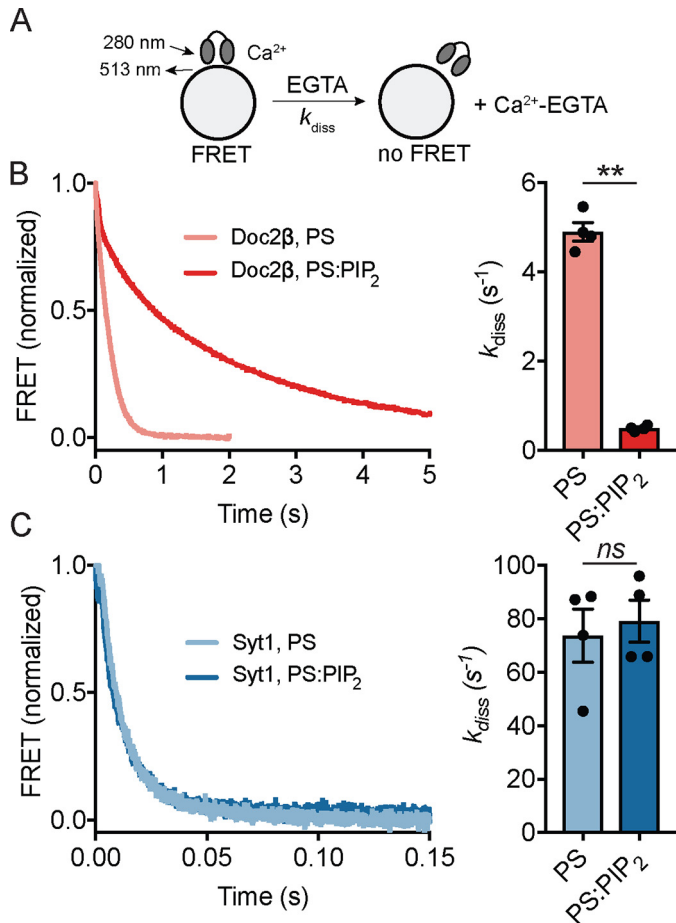 A
280 nm
Ca²⁺
513 nm
EGTA
k_diss
+ Ca²⁺-EGTA
FRET
no FRET
B
FRET (normalized)
1.0
0.5
0.0
Doc2β, PS
Doc2β, PS:PIP₂
0 1 2 3 4 5
Time (s)
k_diss (s⁻¹)
6
4
2
0
**
PS
PS:PIP₂
C
FRET (normalized)
1.0
0.5
0.0
Syt1, PS
Syt1, PS:PIP₂
0.00 0.05 0.10 0.15
Time (s)
k_diss (s⁻¹)
100
80
60
40
20
0
ns
PS
PS:PIP₂